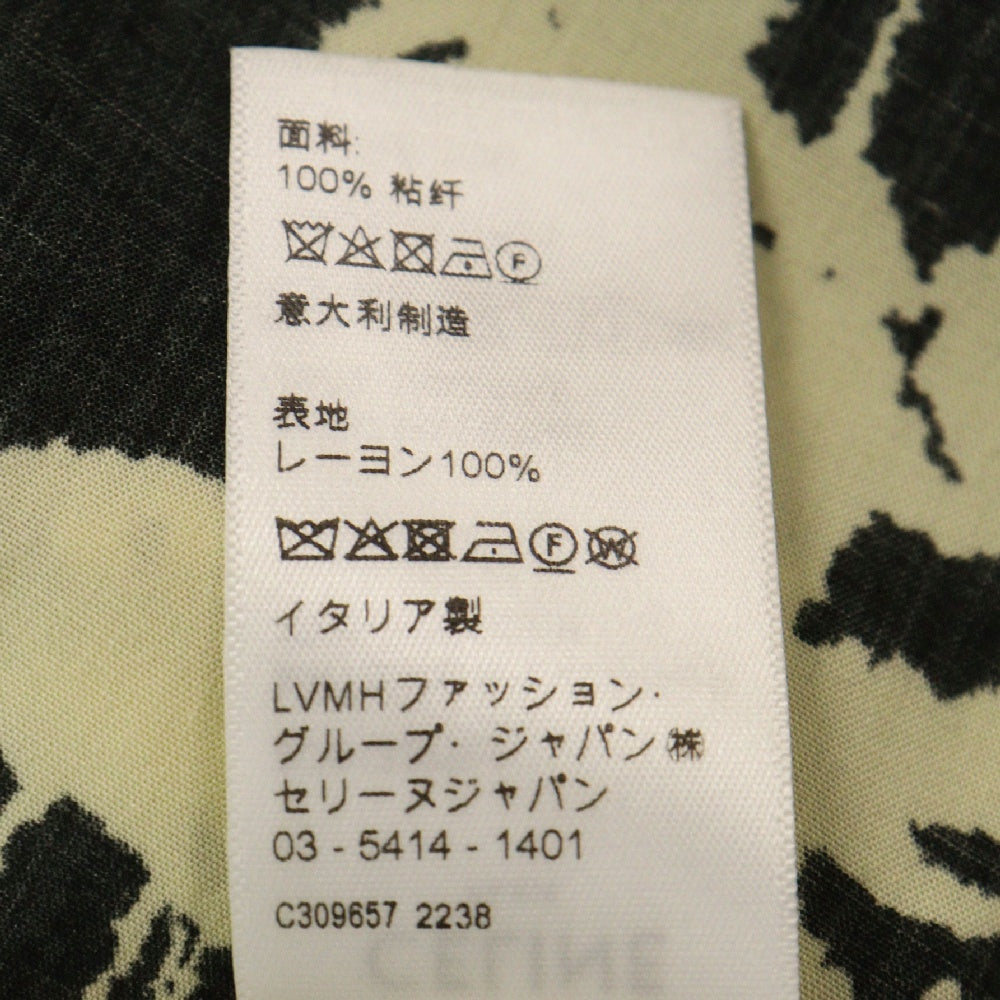 面料:
100% 粘纤
F
意大利制造
表地
レーヨン100%
F W
イタリア製
LVMHファッション・
グループ・ジャパン㈱
セリーヌジャパン
03 - 5414 - 1401
C309657 2238
CELINE